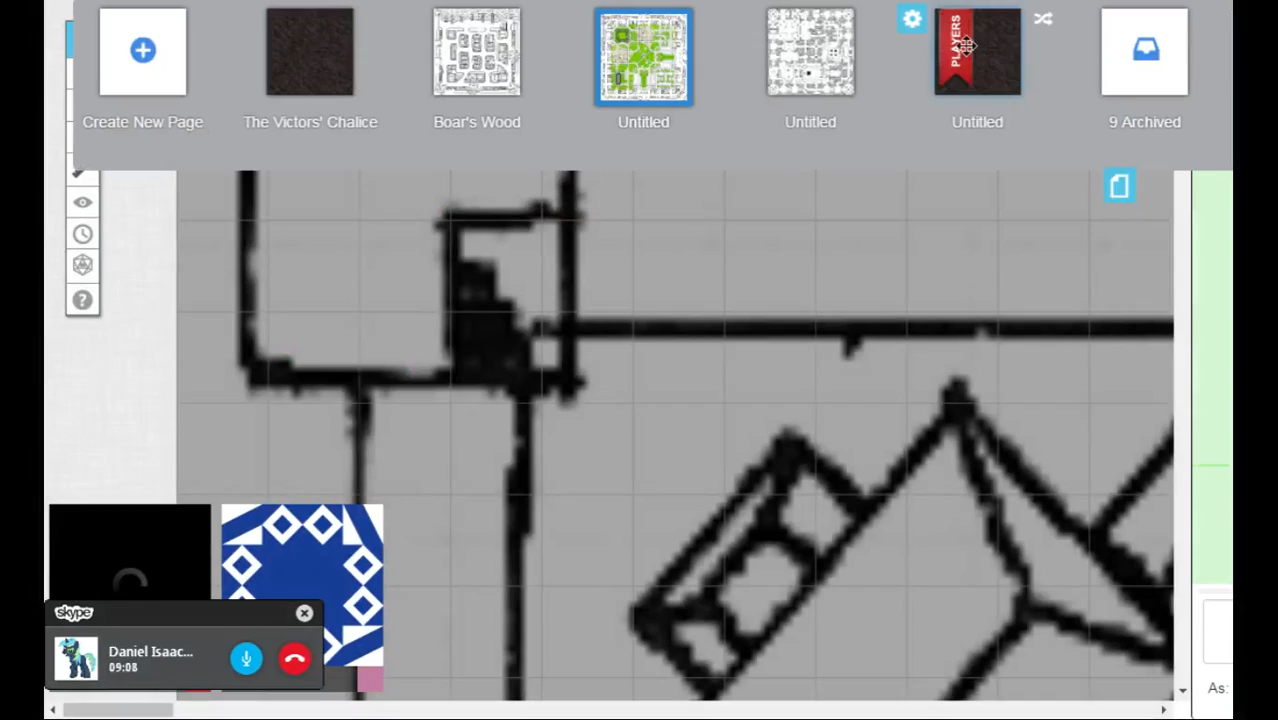 PLAYERS
Create New Page
The Victors' Chalice
Boar's Wood
Untitled
Untitled
Untitled
9 Archived
skype
Daniel Isaac...
09:08
As: